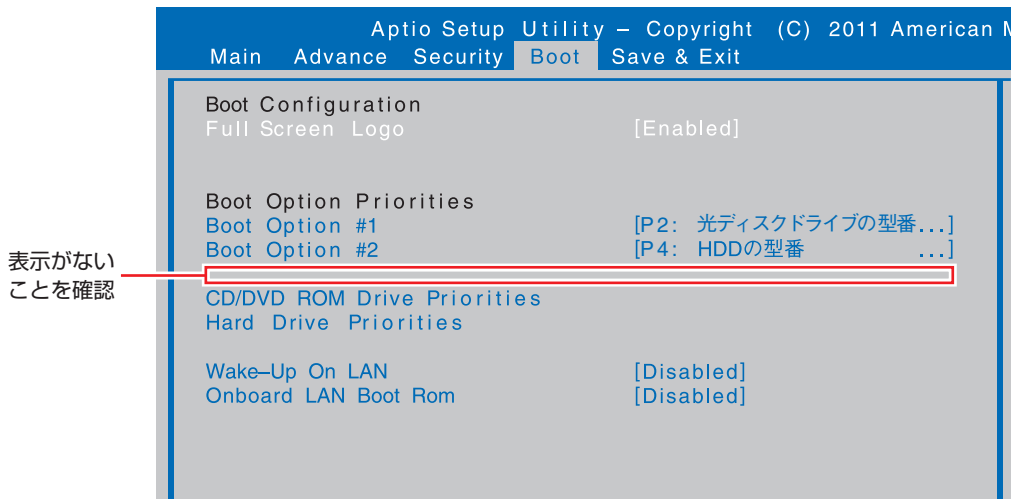 Aptio Setup Utility – Copyright (C) 2011 American
Main Advance Security Boot Save & Exit
Boot Configuration
Full Screen Logo [Enabled]
Boot Option Priorities
Boot Option #1 [P2: 光ディスクドライブの型番...]
Boot Option #2 [P4: HDDの型番 ...]
表示がない
ことを確認
CD/DVD ROM Drive Priorities
Hard Drive Priorities
Wake–Up On LAN [Disabled]
Onboard LAN Boot Rom [Disabled]